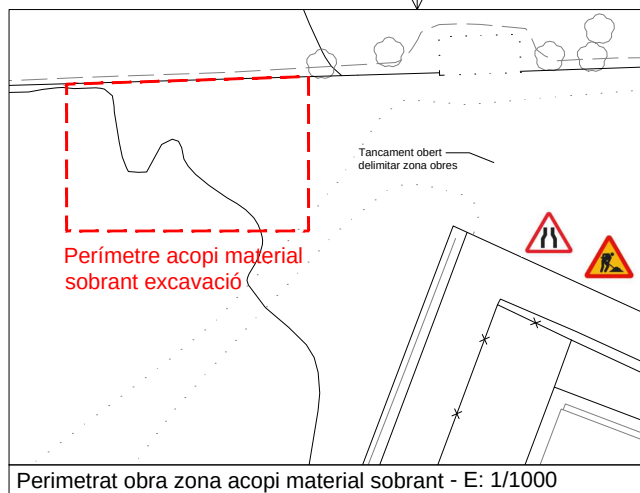 Tancament obert
delimitar zona obres
Perímetre acopi material
sobrant excavació
Perimetrat obra zona acopi material sobrant - E: 1/1000